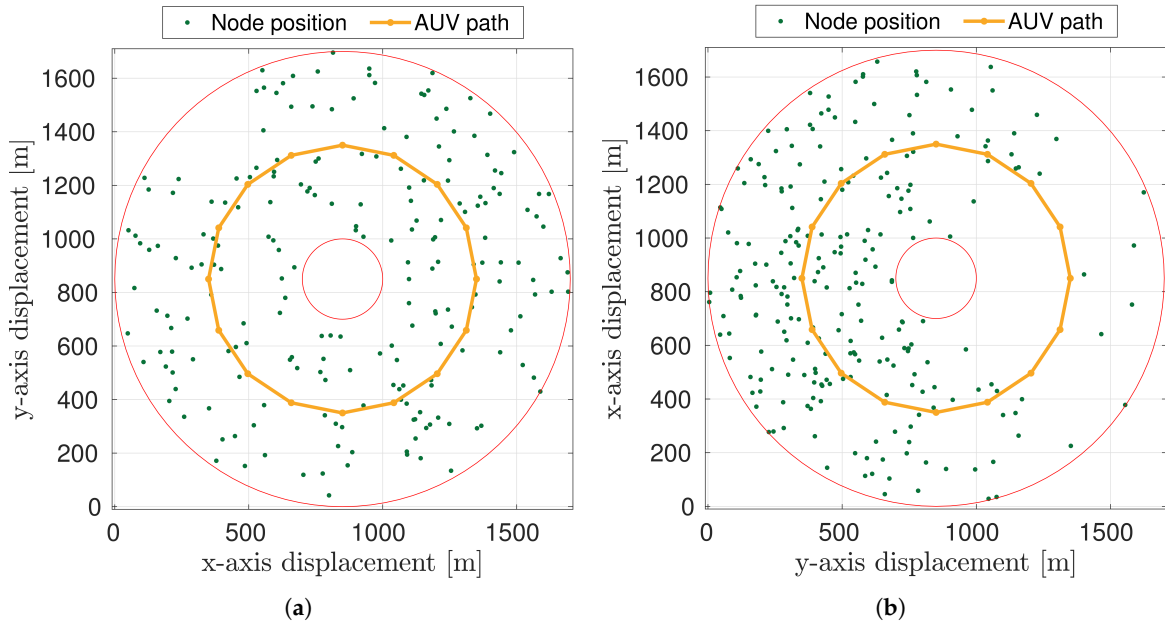 Node position AUV path
1600
1400
1200
1000
800
600
400
200
0
y-axis displacement [m]
0 500 1000 1500
x-axis displacement [m]
(a)
Node position AUV path
1600
1400
1200
1000
800
600
400
200
0
x-axis displacement [m]
0 500 1000 1500
y-axis displacement [m]
(b)